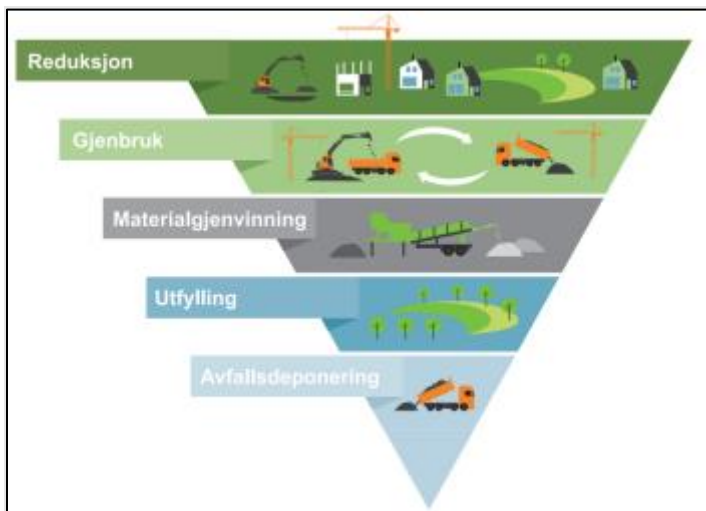 Reduksjon
Gjenbruk
Materialgjenvinning
Utfylling
Avfallsdeponering